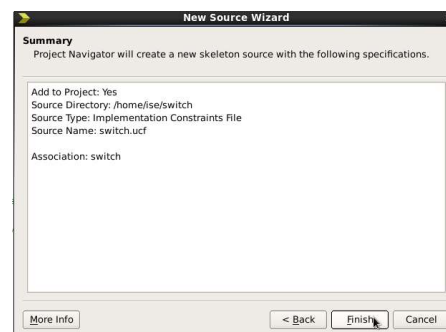 New Source Wizard
Summary
Project Navigator will create a new skeleton source with the following specifications.
Add to Project: Yes
Source Directory: /home/ise/switch
Source Type: Implementation Constraints File
Source Name: switch.ucf
Association: switch
More Info
< Back
Finish
Cancel